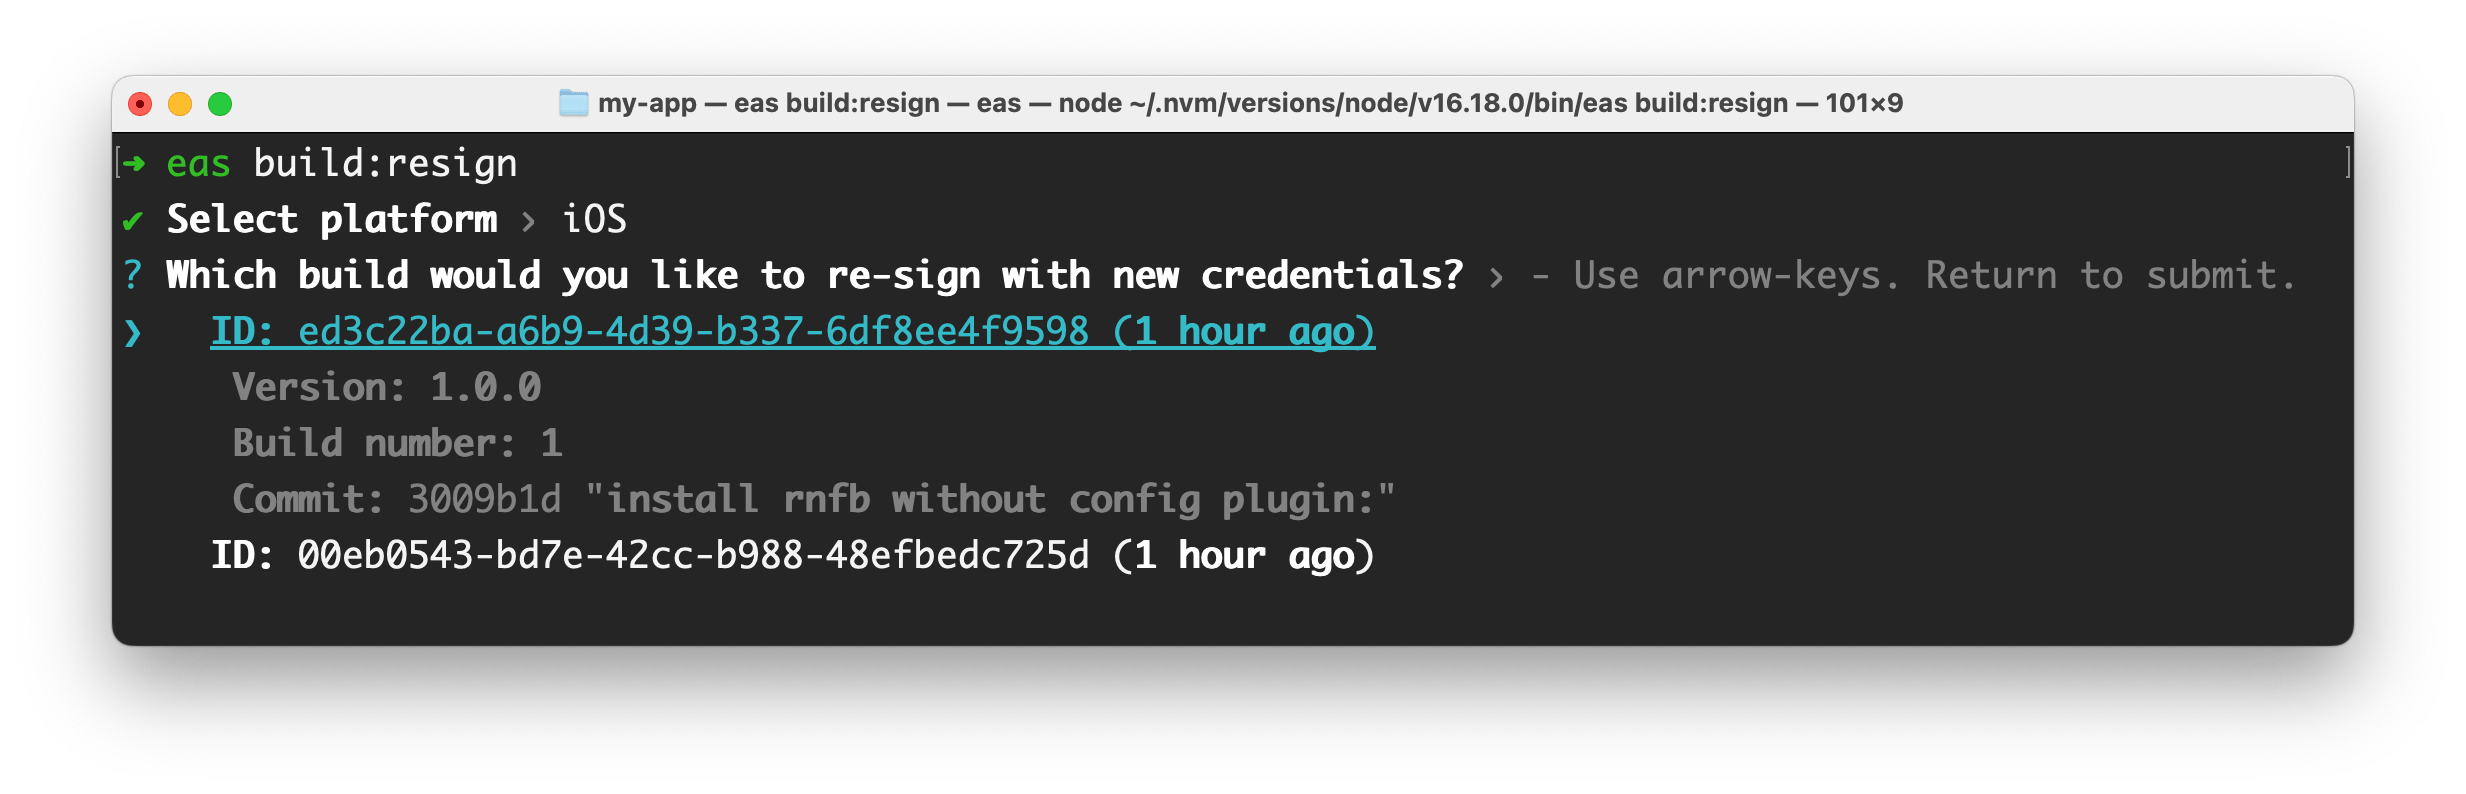 my-app — eas build:resign — eas — node ~/.nvm/versions/node/v16.18.0/bin/eas build:resign — 101×9
[➜ eas build:resign ]
✔ Select platform › iOS
? Which build would you like to re-sign with new credentials? › - Use arrow-keys. Return to submit.
❯ ID: ed3c22ba-a6b9-4d39-b337-6df8ee4f9598 (1 hour ago)
Version: 1.0.0
Build number: 1
Commit: 3009b1d "install rnfb without config plugin:"
ID: 00eb0543-bd7e-42cc-b988-48efbedc725d (1 hour ago)